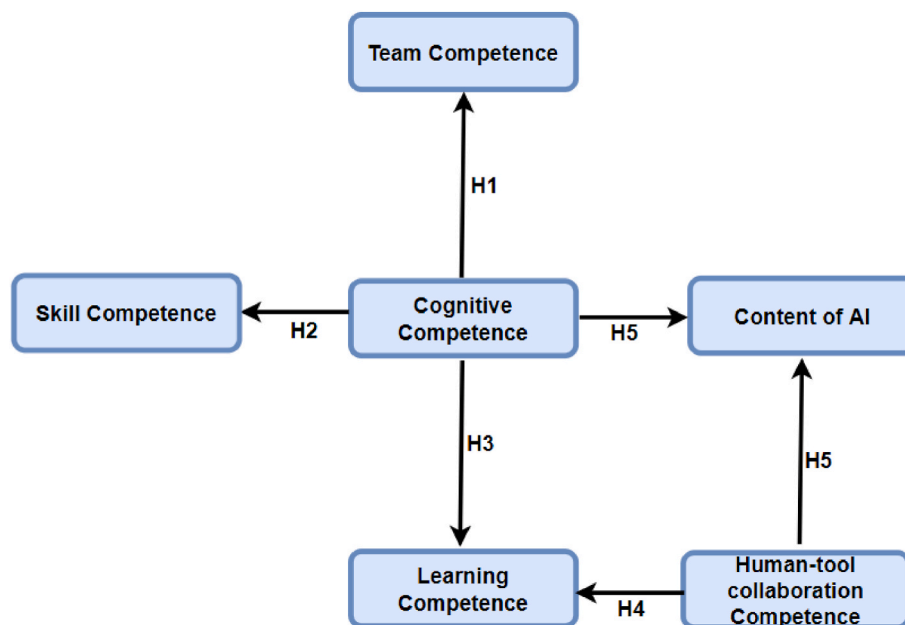 Team Competence
H1
Skill Competence
H2
Cognitive
Competence
H5
Content of AI
H3
H5
Learning
Competence
H4
Human-tool
collaboration
Competence